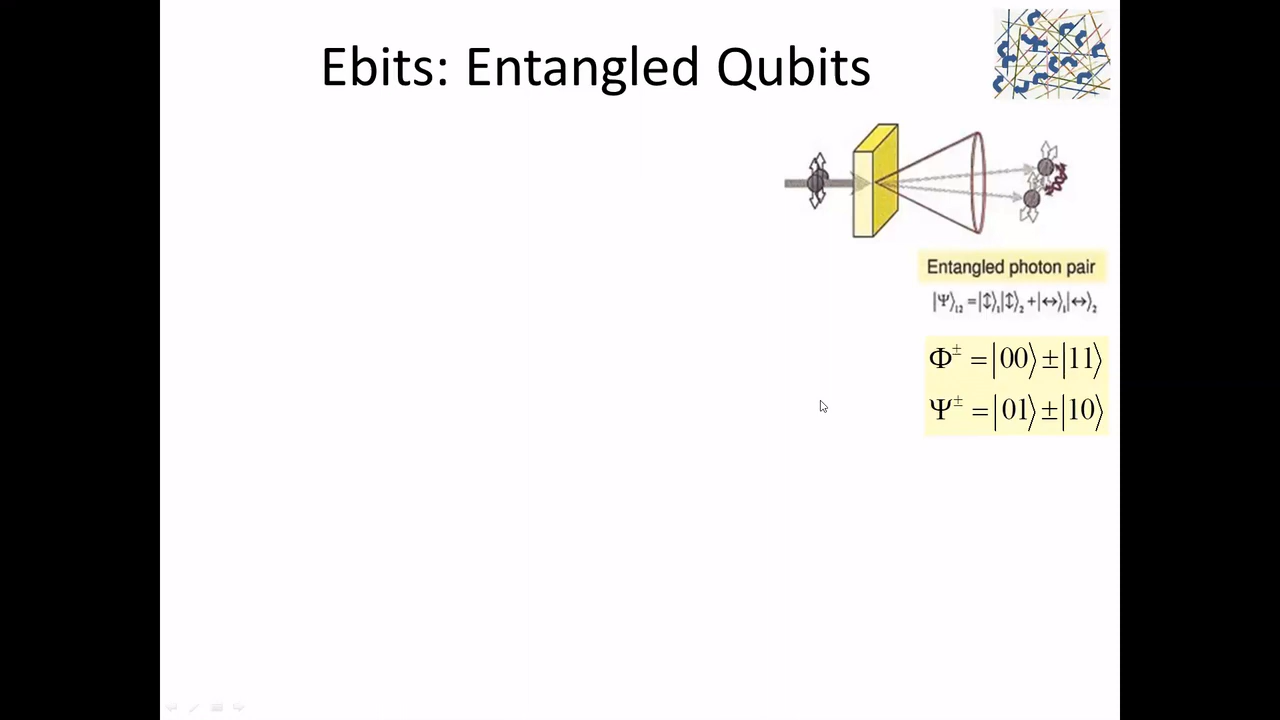 Ebits: Entangled Qubits
Entangled photon pair
|Ψ⟩₁₂ = |↕⟩₁|↕⟩₂ + |↔⟩₁|↔⟩₂
Φ± = |00⟩ ± |11⟩
Ψ± = |01⟩ ± |10⟩